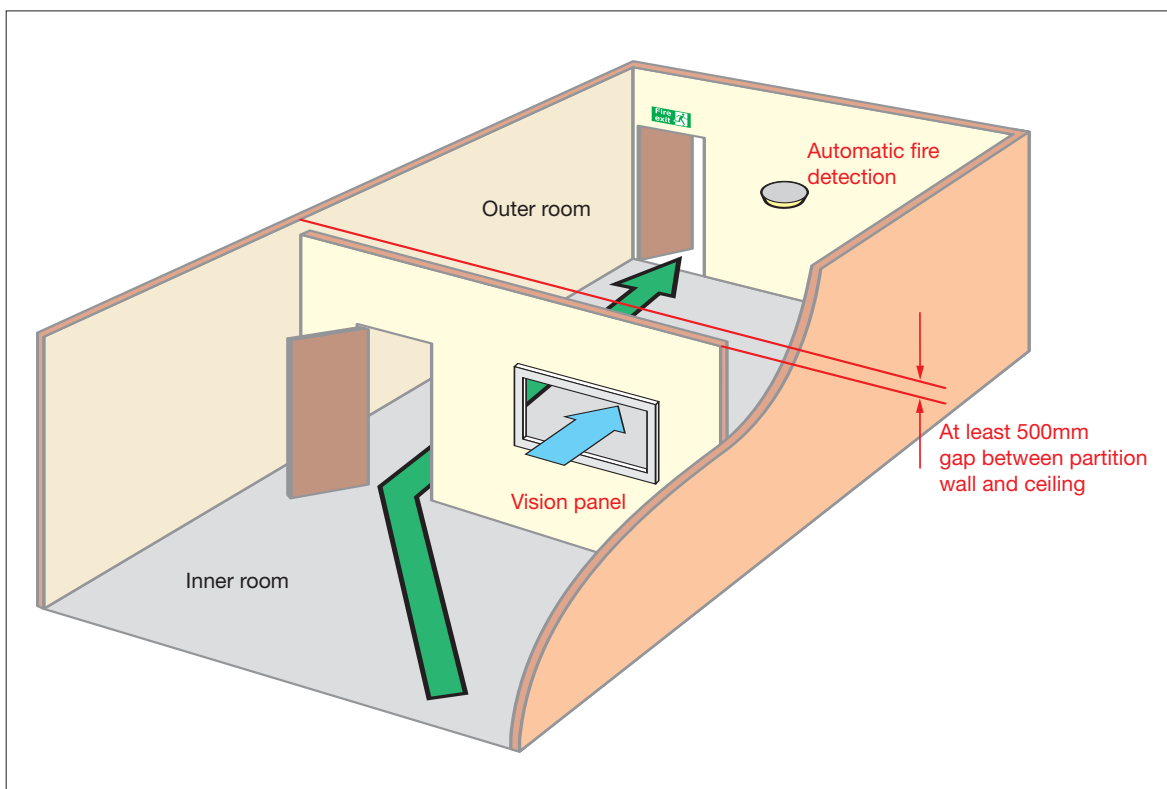 Fire
exit
Automatic fire
detection
Outer room
At least 500mm
gap between partition
wall and ceiling
Vision panel
Inner room